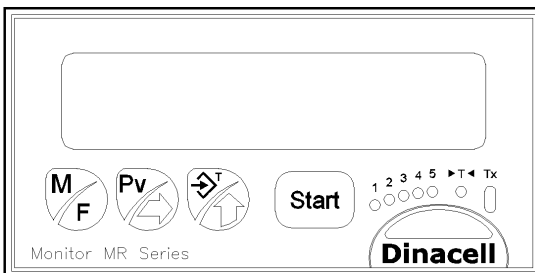 M/F Pv T Start 1 2 3 4 5 ►T◄ Tx
Monitor MR Series Dinacell